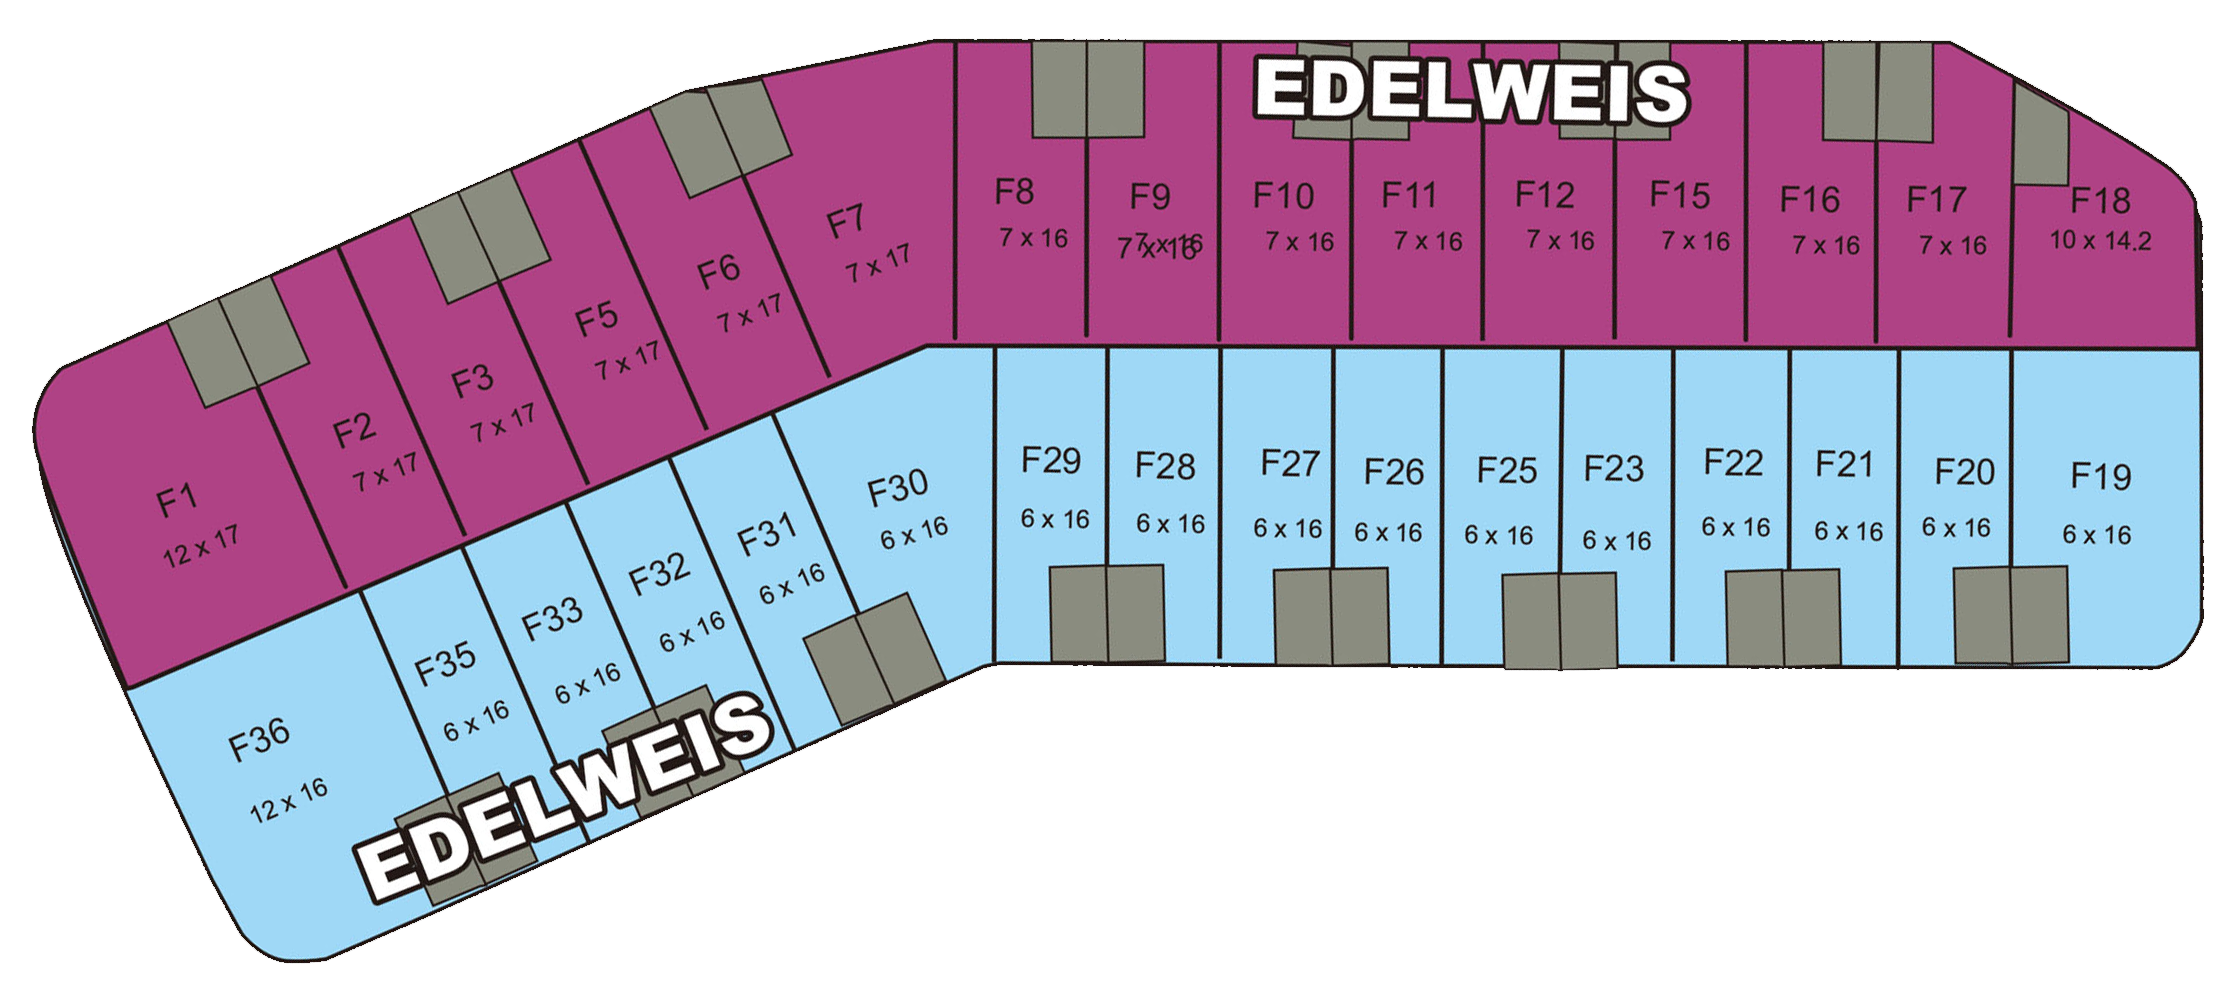 EDELWEIS
F1
12 x 17
F2
7 x 17
F3
7 x 17
F5
7 x 17
F6
7 x 17
F7
7 x 17
F8
7 x 16
F9
7 x 16
7 x 16
F10
7 x 16
F11
7 x 16
F12
7 x 16
F15
7 x 16
F16
7 x 16
F17
7 x 16
F18
10 x 14.2
F36
12 x 16
F35
6 x 16
F33
6 x 16
F32
6 x 16
F31
6 x 16
F30
6 x 16
F29
6 x 16
F28
6 x 16
F27
6 x 16
F26
6 x 16
F25
6 x 16
F23
6 x 16
F22
6 x 16
F21
6 x 16
F20
6 x 16
F19
6 x 16
EDELWEIS